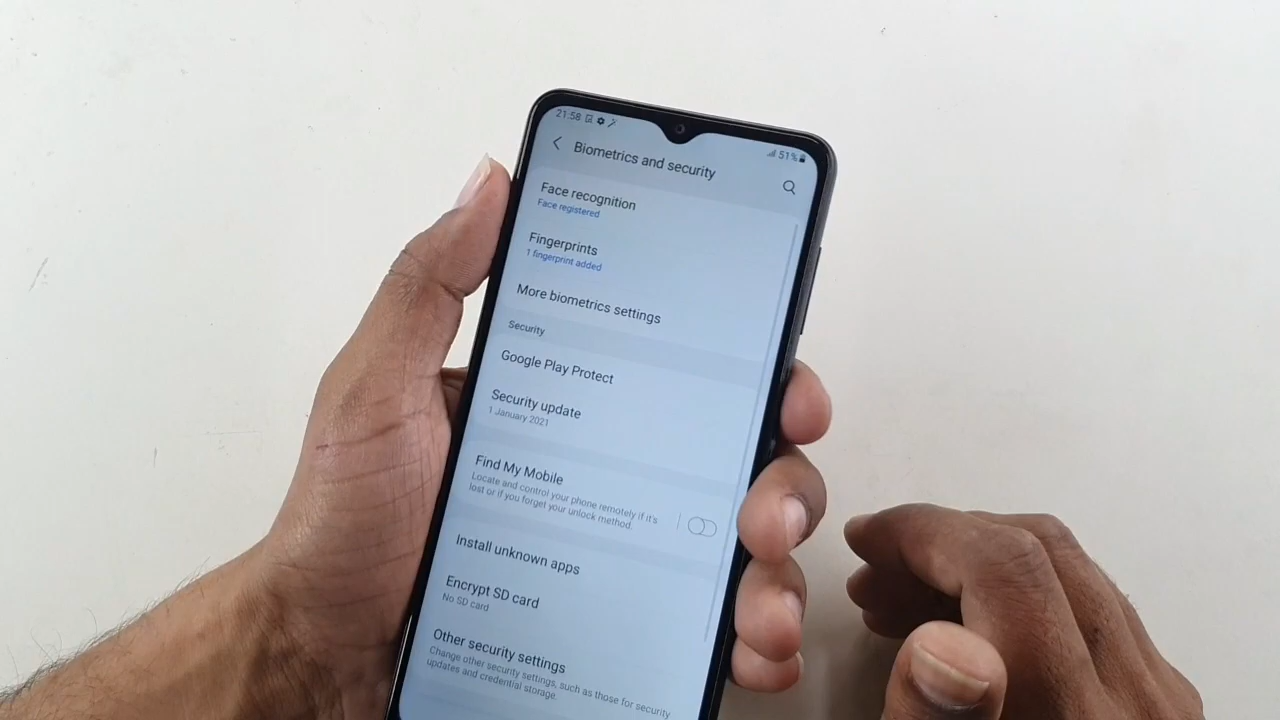 21:58
51%
Biometrics and security
Face recognition
Face registered
Fingerprints
1 fingerprint added
More biometrics settings
Security
Google Play Protect
Security update
1 January 2021
Find My Mobile
Locate and control your phone remotely if it's
lost or if you forget your unlock method.
Install unknown apps
Encrypt SD card
No SD card
Other security settings
Change other security settings, such as those for security
updates and credential storage.